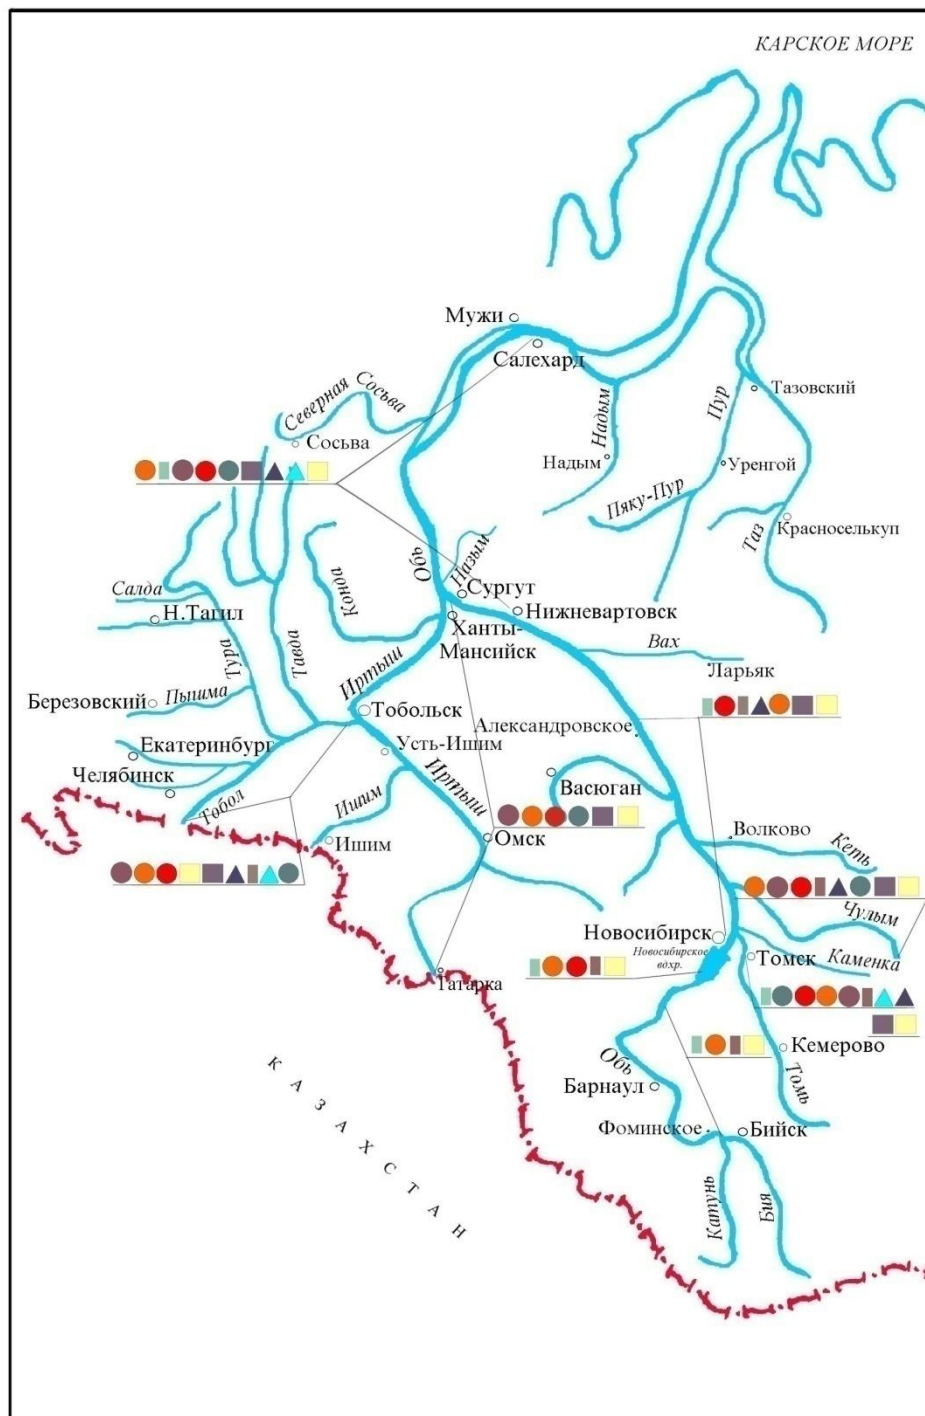 КАРСКОЕ МОРЕ
Мужи
Салехард
Северная Сосьва
Сосьва
Надым
Надым
Пур
Тазовский
Уренгой
Пяку-Пур
Таз
Красноселькуп
Обь
Назым
Конда
Салда
Н.Тагил
Тура
Тавда
Сургут
Нижневартовск
Ханты-
Мансийск
Вах
Ларьяк
Иртыш
Березовский
Пышма
Тобольск
Александровское
Екатеринбург
Усть-Ишим
Челябинск
Васюган
Тобол
Ишим
Иртыш
Ишим
Омск
Волково
Кеть
Чулым
Новосибирск
Новосибирское
вдхр.
Томск
Каменка
Татарка
Обь
Кемерово
Барнаул
Томь
Фоминское
Бийск
Катунь
Бия
КАЗАХСТАН